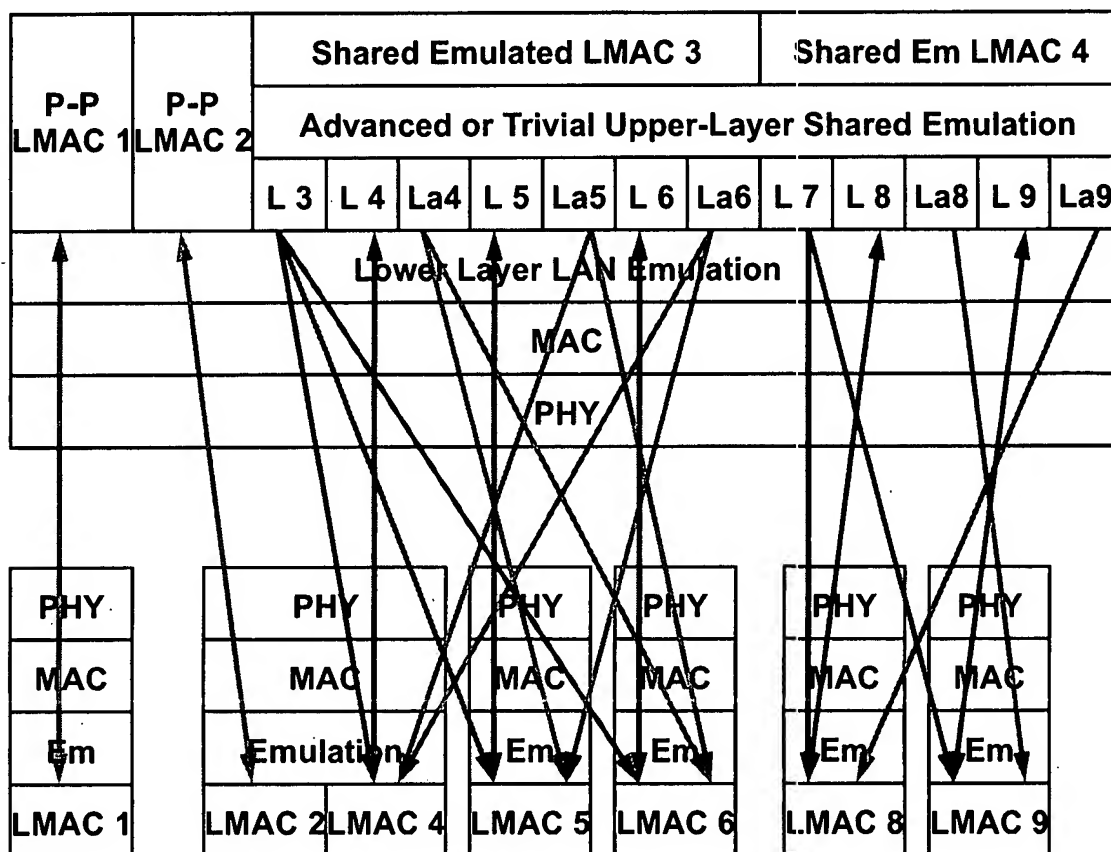 Shared Emulated LMAC 3
Shared Em LMAC 4
P-P
LMAC 1
P-P
LMAC 2
Advanced or Trivial Upper-Layer Shared Emulation
L 3
L 4
La4
L 5
La5
L 6
La6
L 7
L 8
La8
L 9
La9
Lower Layer LAN Emulation
MAC
PHY
PHY
PHY
PHY
PHY
PHY
PHY
MAC
MAC
MAC
MAC
MAC
MAC
Em
Emulation
Em
Em
Em
Em
LMAC 1
LMAC 2
LMAC 4
LMAC 5
LMAC 6
LMAC 8
LMAC 9